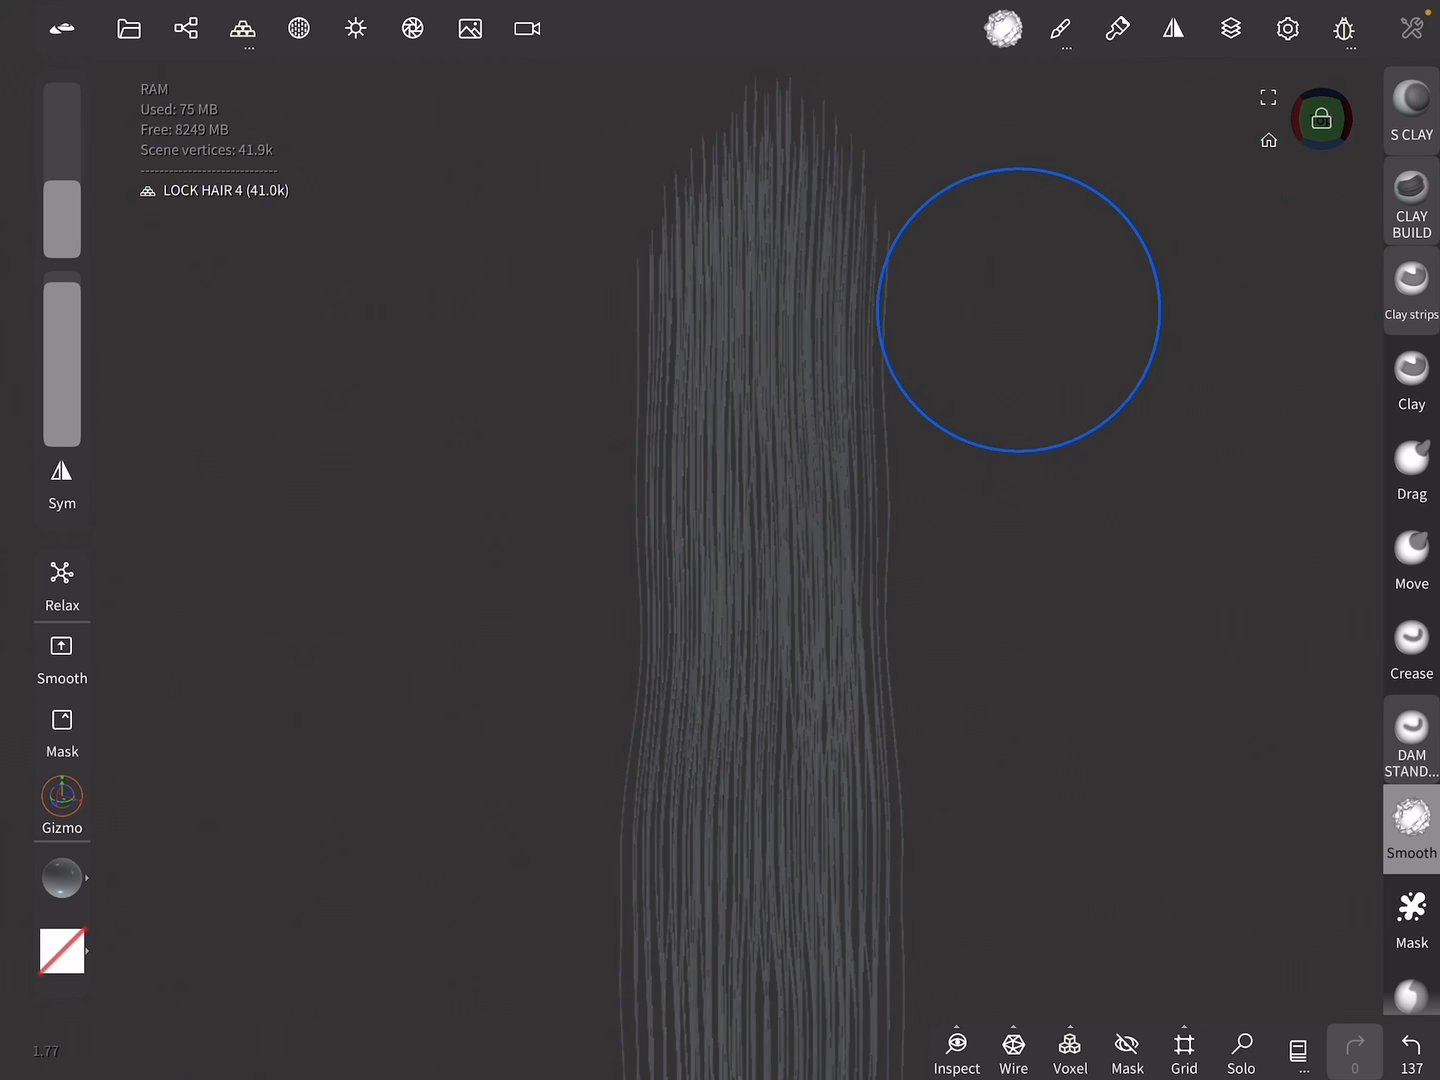 RAM
Used: 75 MB
Free: 8249 MB
Scene vertices: 41.9k
-----------------------------
LOCK HAIR 4 (41.0k)
Sym
Relax
Smooth
Mask
Gizmo
1.77
S CLAY
CLAY
BUILD
Clay strips
Clay
Drag
Move
Crease
DAM
STAND...
Smooth
Mask
Inspect
Wire
Voxel
Mask
Grid
Solo
...
0
137